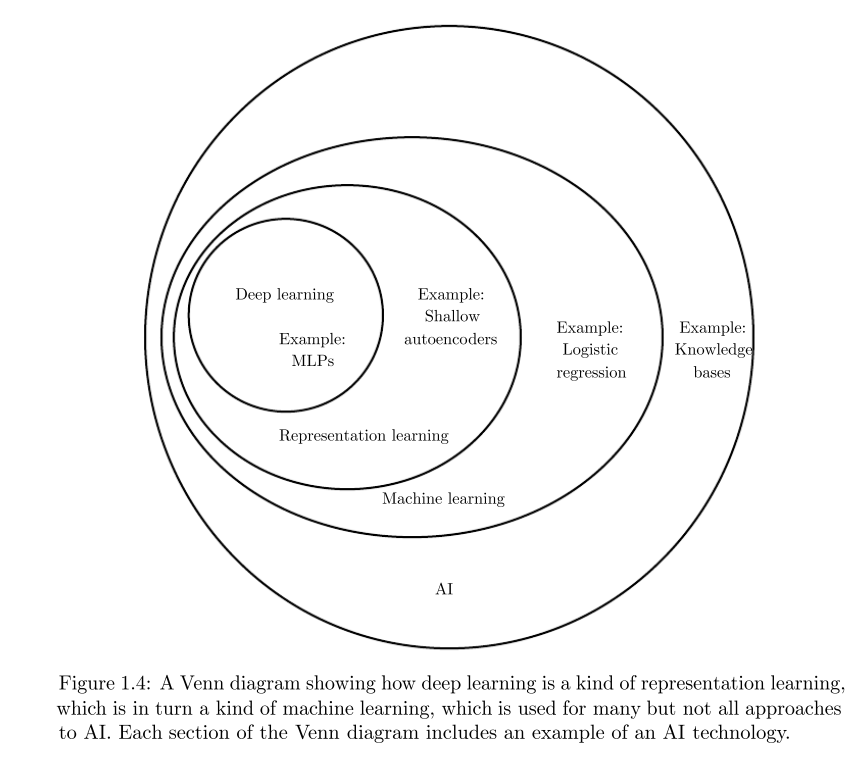 Deep learning
Example:
MLPs
Example:
Shallow
autoencoders
Example:
Logistic
regression
Example:
Knowledge
bases
Representation learning
Machine learning
AI
Figure 1.4: A Venn diagram showing how deep learning is a kind of representation learning,
which is in turn a kind of machine learning, which is used for many but not all approaches
to AI. Each section of the Venn diagram includes an example of an AI technology.